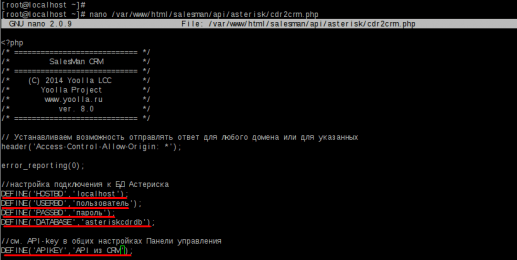 [root@localhost ~]#
[root@localhost ~]# nano /var/www/html/salesman/api/asterisk/cdr2crm.php
GNU nano 2.0.9 File: /var/www/html/salesman/api/asterisk/cdr2crm.php
<?php
/* ============================ */
/* SalesMan CRM */
/* ============================ */
/* (C) 2014 Yoolla LCC */
/* Yoolla Project */
/* www.yoolla.ru */
/* ver. 8.0 */
/* ============================ */
// Устанавливаем возможность отправлять ответ для любого домена или для указанных
header('Access-Control-Allow-Origin: *');
error_reporting(0);
//настройка подключения к БД Астериска
DEFINE('HOSTBD','localhost');
DEFINE('USERBD','пользователь');
DEFINE('PASSBD','пароль');
DEFINE('DATABASE','asteriskcdrdb');
//см. API-key в общих настройках Панели управления
DEFINE('APIKEY','API из CRM');